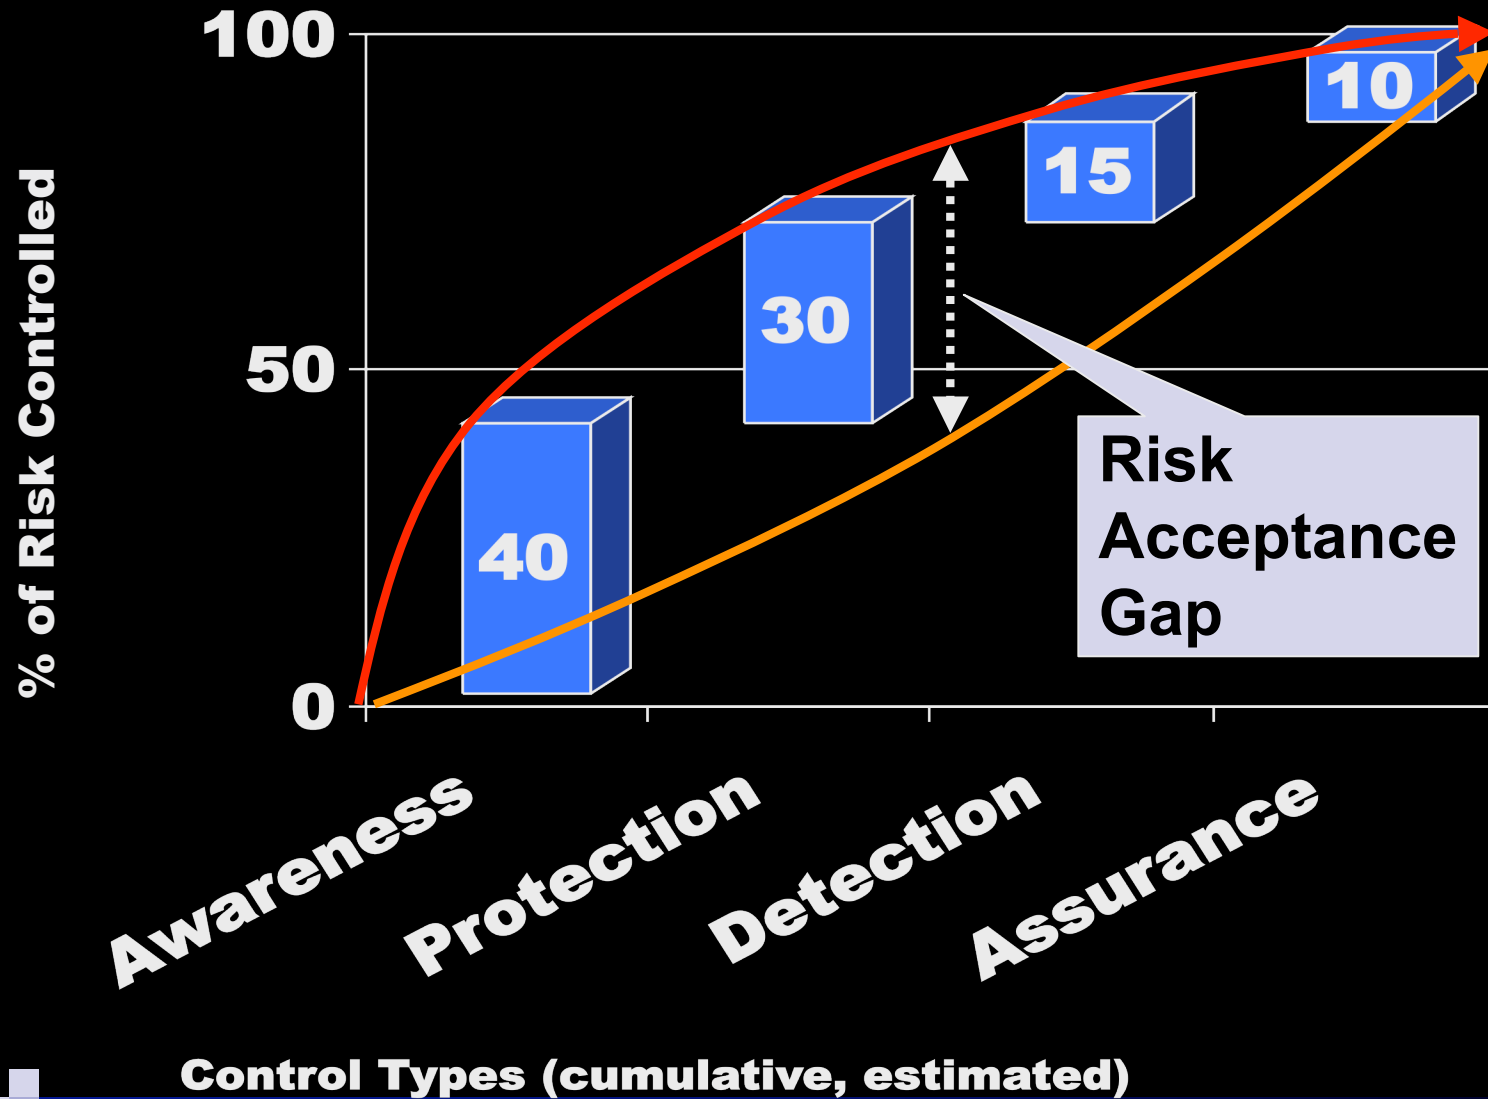 100
10
15
% of Risk Controlled
30
50
Risk
Acceptance
Gap
40
0
Awareness
Protection
Detection
Assurance
Control Types (cumulative, estimated)